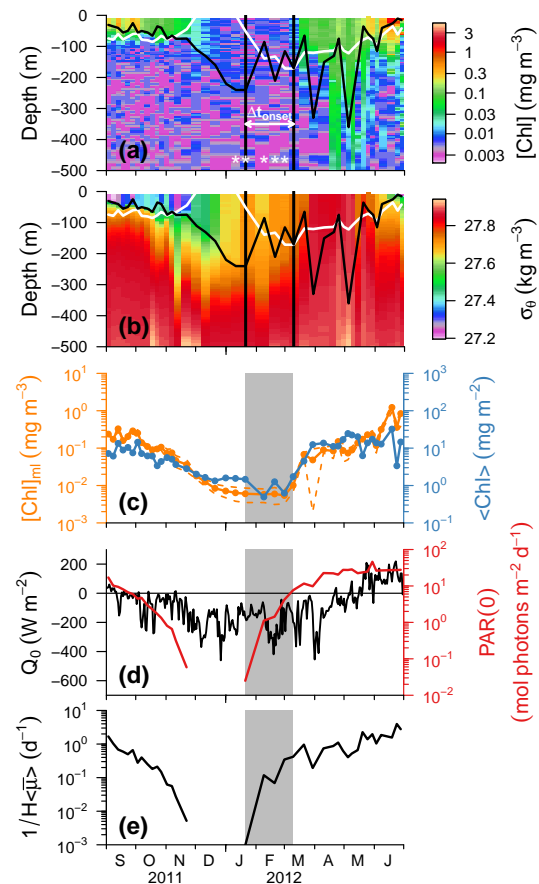 0
−100
−200
−300
−400
−500
Depth (m)
Δt_onset
** ***
(a)
3
1
0.3
0.1
0.03
0.01
0.003
[Chl] (mg m⁻³)
0
−100
−200
−300
−400
−500
Depth (m)
(b)
27.8
27.6
27.4
27.2
σ_θ (kg m⁻³)
10¹
10⁰
10⁻¹
10⁻²
10⁻³
[Chl]_ml (mg m⁻³)
(c)
10³
10²
10¹
10⁰
10⁻¹
<Chl> (mg m⁻²)
200
0
−200
−400
−600
Q₀ (W m⁻²)
(d)
10²
10¹
10⁰
10⁻¹
10⁻²
PAR(0)
(mol photons m⁻² d⁻¹)
10¹
10⁰
10⁻¹
10⁻²
10⁻³
1/H<μ̅> (d⁻¹)
(e)
S O N D J F M A M J
2011 2012